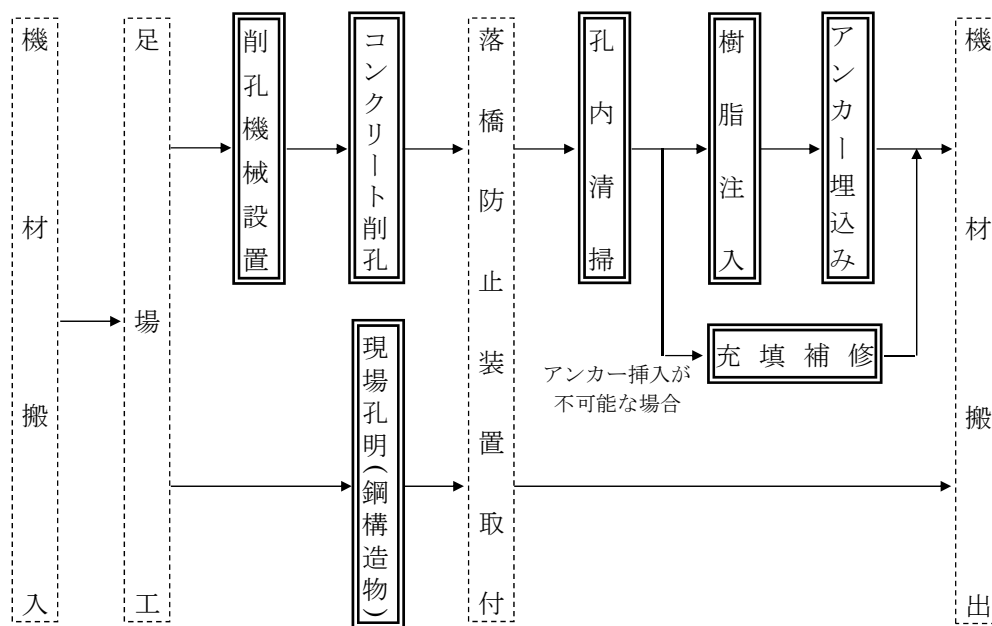 機材搬入
足場工
削孔機械設置
コンクリート削孔
現場孔明(鋼構造物)
落橋防止装置取付
孔内清掃
樹脂注入
アンカー埋込み
充填補修
アンカー挿入が
不可能な場合
機材搬出